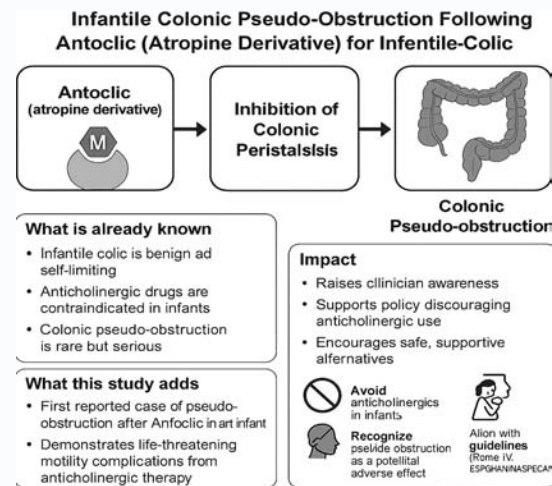 Infantile Colonic Pseudo-Obstruction Following
Antoclic (Atropine Derivative) for Infentile-Colic
Antoclic
(atropine derivative)
M
Inhibition of
Colonic
Peristalslsis
Colonic
Pseudo-obstruction
What is already known
• Infantile colic is benign ad
self-limiting
• Anticholinergic drugs are
contraindicated in infants
• Colonic pseudo-obstruction
is rare but serious
What this study adds
• First reported case of pseudo-
obstruction after Anfoclic in art infant
• Demonstrates life-threatening
motility complications from
anticholinergic therapy
Impact
• Raises cllinician awareness
• Supports policy discouraging
anticholinergic use
• Encourages safe, supportive
alferntatives
Avoid
anticholinergics
in infants
Recognize
pselvide obstruction
as a potellital
adverse effect
Alion with
guidelines
(Rome iV.
ESPGHANINASPECAN